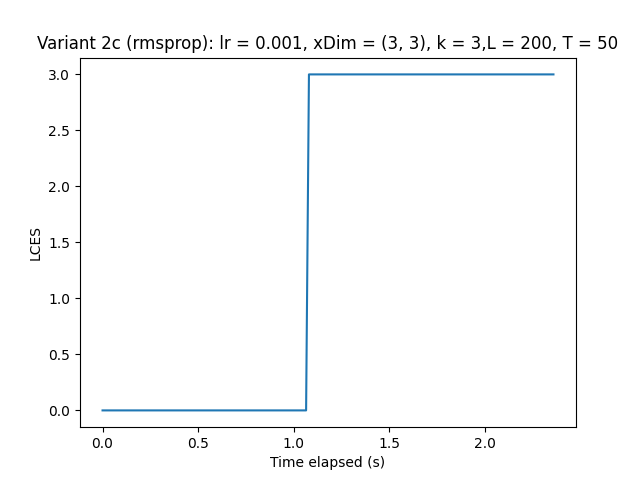 Variant 2c (rmsprop): lr = 0.001, xDim = (3, 3), k = 3,L = 200, T = 50
3.0
2.5
2.0
1.5
1.0
0.5
0.0
LCES
0.0 0.5 1.0 1.5 2.0
Time elapsed (s)